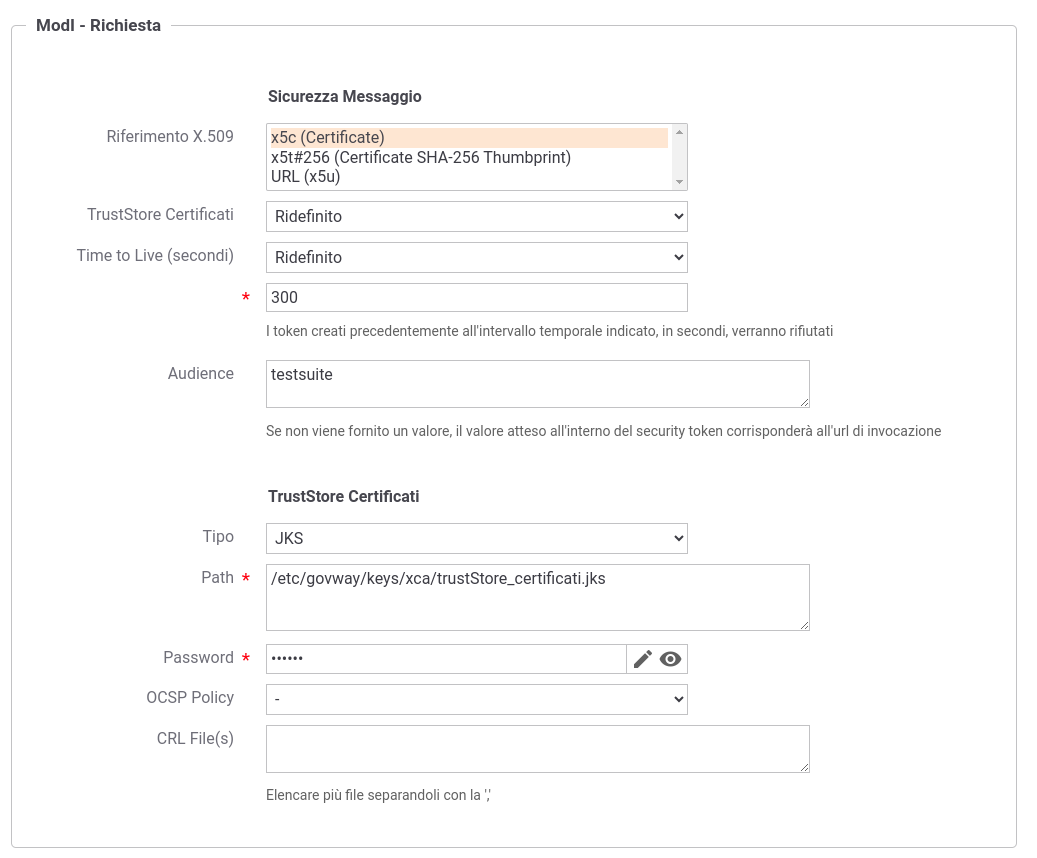 ModI - Richiesta
Sicurezza Messaggio
Riferimento X.509
x5c (Certificate)
x5t#256 (Certificate SHA-256 Thumbprint)
URL (x5u)
TrustStore Certificati
Ridefinito
Time to Live (secondi)
Ridefinito
* 300
I token creati precedentemente all'intervallo temporale indicato, in secondi, verranno rifiutati
Audience
testsuite
Se non viene fornito un valore, il valore atteso all'interno del security token corrisponderà all'url di invocazione
TrustStore Certificati
Tipo
JKS
Path *
/etc/govway/keys/xca/trustStore_certificati.jks
Password *
••••••
OCSP Policy
-
CRL File(s)
Elencare più file separandoli con la ','